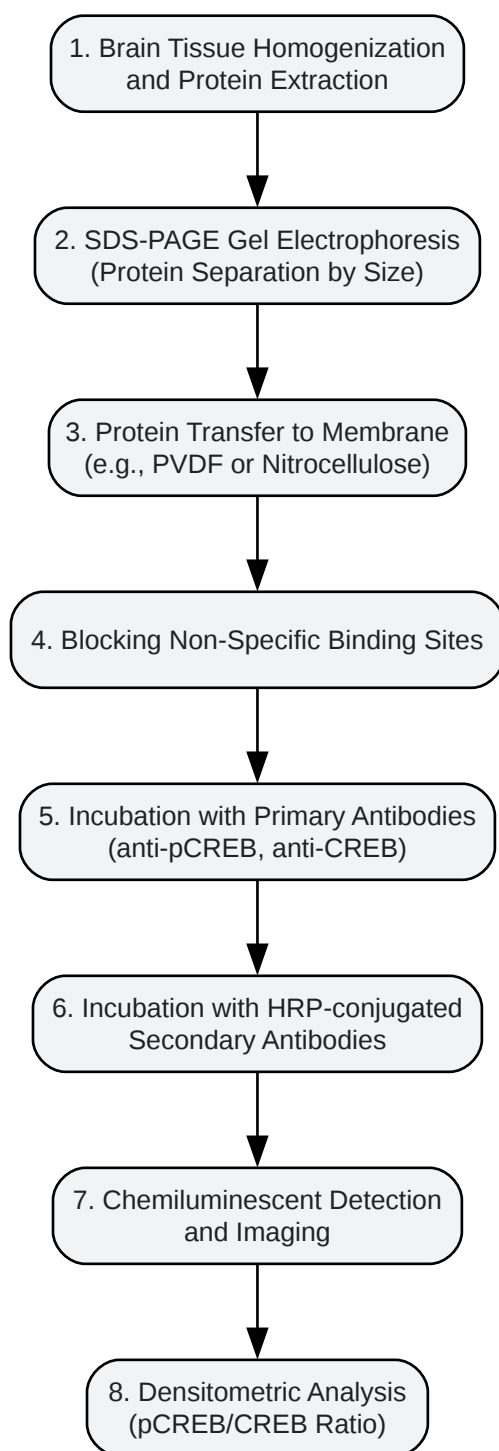 1. Brain Tissue Homogenization
and Protein Extraction
2. SDS-PAGE Gel Electrophoresis
(Protein Separation by Size)
3. Protein Transfer to Membrane
(e.g., PVDF or Nitrocellulose)
4. Blocking Non-Specific Binding Sites
5. Incubation with Primary Antibodies
(anti-pCREB, anti-CREB)
6. Incubation with HRP-conjugated
Secondary Antibodies
7. Chemiluminescent Detection
and Imaging
8. Densitometric Analysis
(pCREB/CREB Ratio)